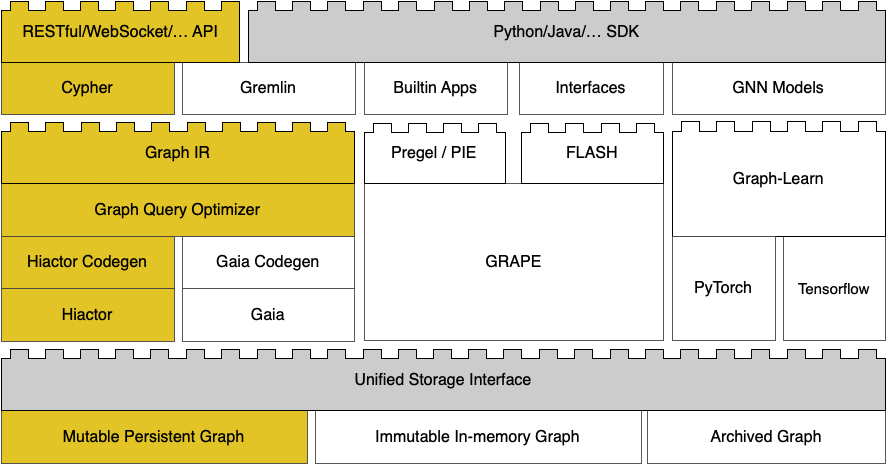 RESTful/WebSocket/... API
Python/Java/... SDK
Cypher
Gremlin
Builtin Apps
Interfaces
GNN Models
Graph IR
Pregel / PIE
FLASH
Graph-Learn
Graph Query Optimizer
Hiactor Codegen
Gaia Codegen
GRAPE
PyTorch
Tensorflow
Hiactor
Gaia
Unified Storage Interface
Mutable Persistent Graph
Immutable In-memory Graph
Archived Graph